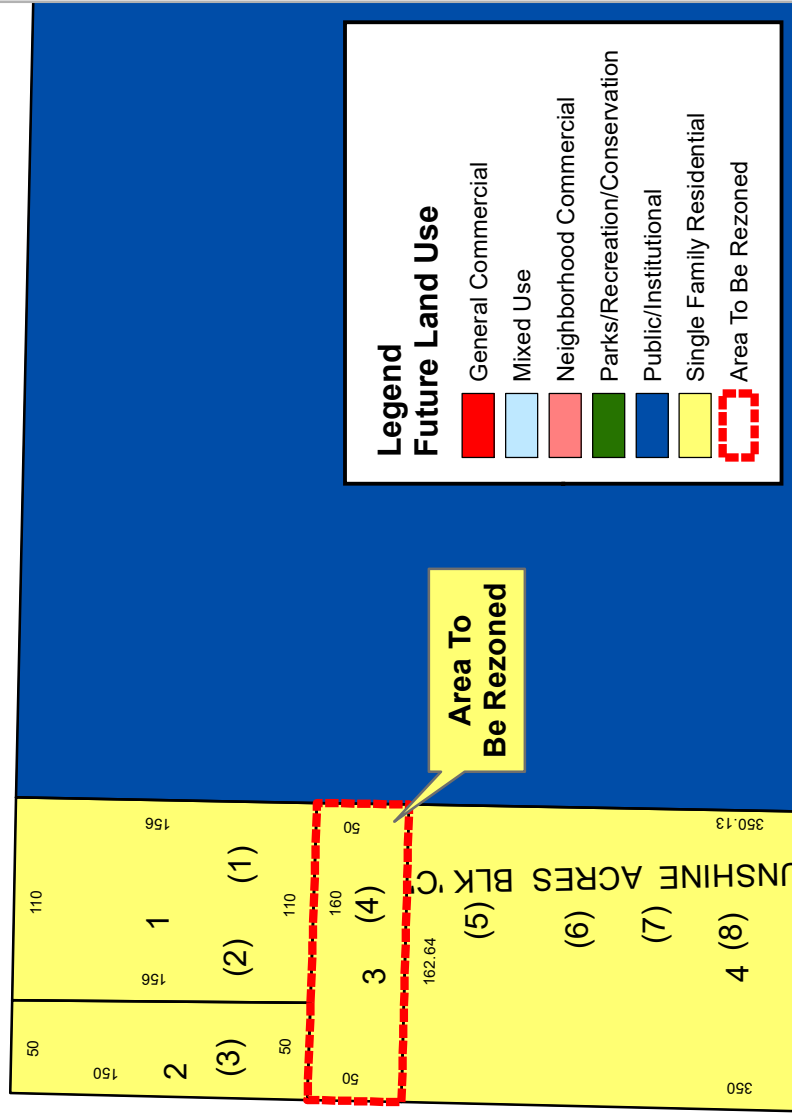 Legend
Future Land Use
General Commercial
Mixed Use
Neighborhood Commercial
Parks/Recreation/Conservation
Public/Institutional
Single Family Residential
Area To Be Rezoned
Area To
Be Rezoned
110
156
1
(1)
156
(2)
110
50
150
2
(3)
50
160
50
(4)
3
50
162.64
UNSHINE ACRES BLK 'C'
(5)
(6)
(7)
4 (8)
350.13
350